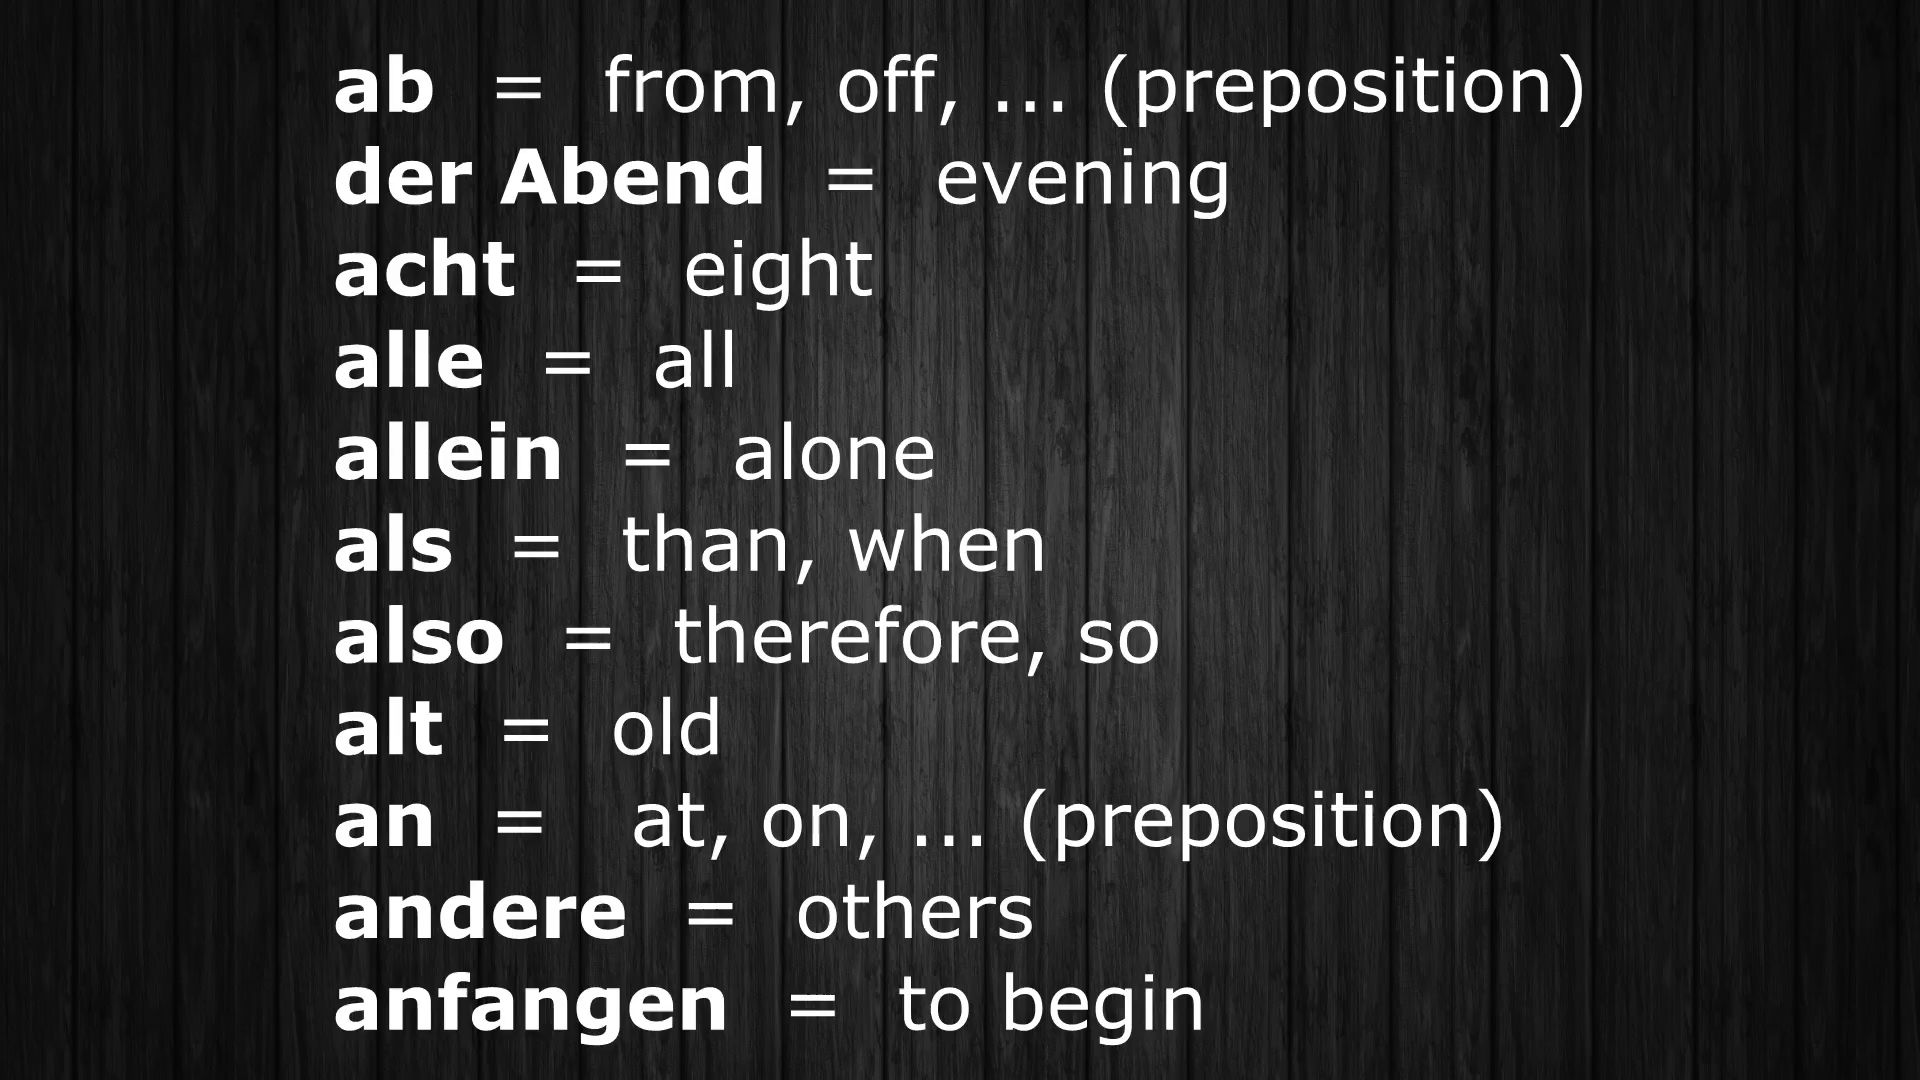 ab = from, off, ... (preposition)
der Abend = evening
acht = eight
alle = all
allein = alone
als = than, when
also = therefore, so
alt = old
an = at, on, ... (preposition)
andere = others
anfangen = to begin